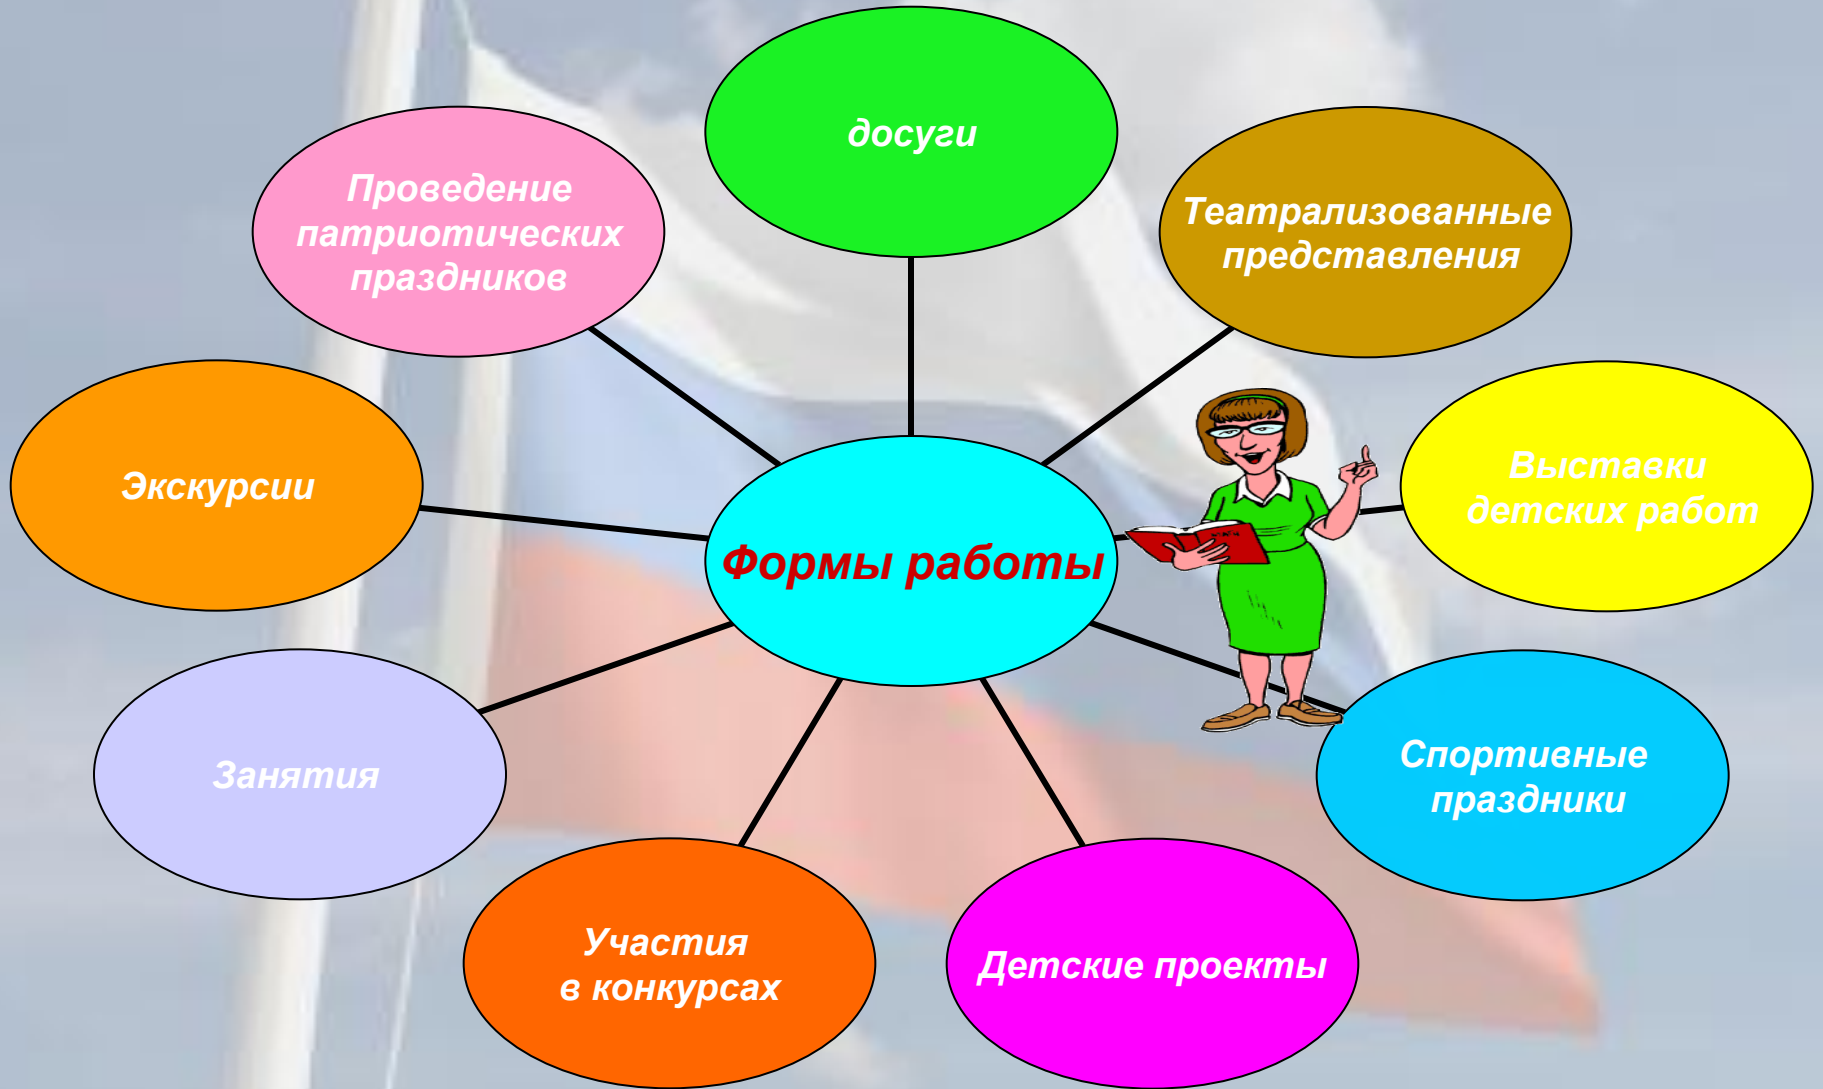 досуги
Проведение
патриотических
праздников
Театрализованные
представления
Экскурсии
Выставки
детских работ
Формы работы
Занятия
Спортивные
праздники
Участия
в конкурсах
Детские проекты